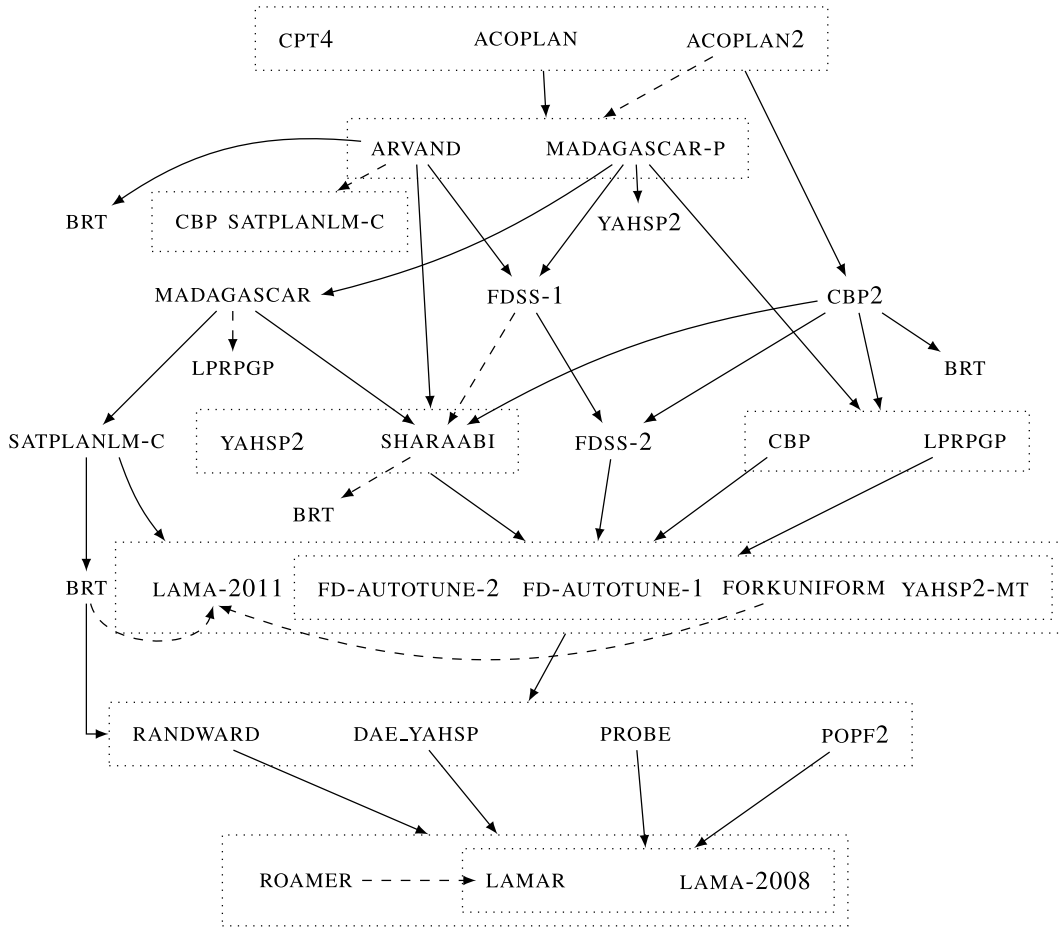 CPT4 ACOPLAN ACOPLAN2
ARVAND MADAGASCAR-P
BRT CBP SATPLANLM-C YAHSP2
MADAGASCAR FDSS-1 CBP2
LPRPGP BRT
SATPLANLM-C YAHSP2 SHARAABI FDSS-2 CBP LPRPGP
BRT
BRT LAMA-2011 FD-AUTOTUNE-2 FD-AUTOTUNE-1 FORKUNIFORM YAHSP2-MT
RANDWARD DAE_YAHSP PROBE POPF2
ROAMER LAMAR LAMA-2008